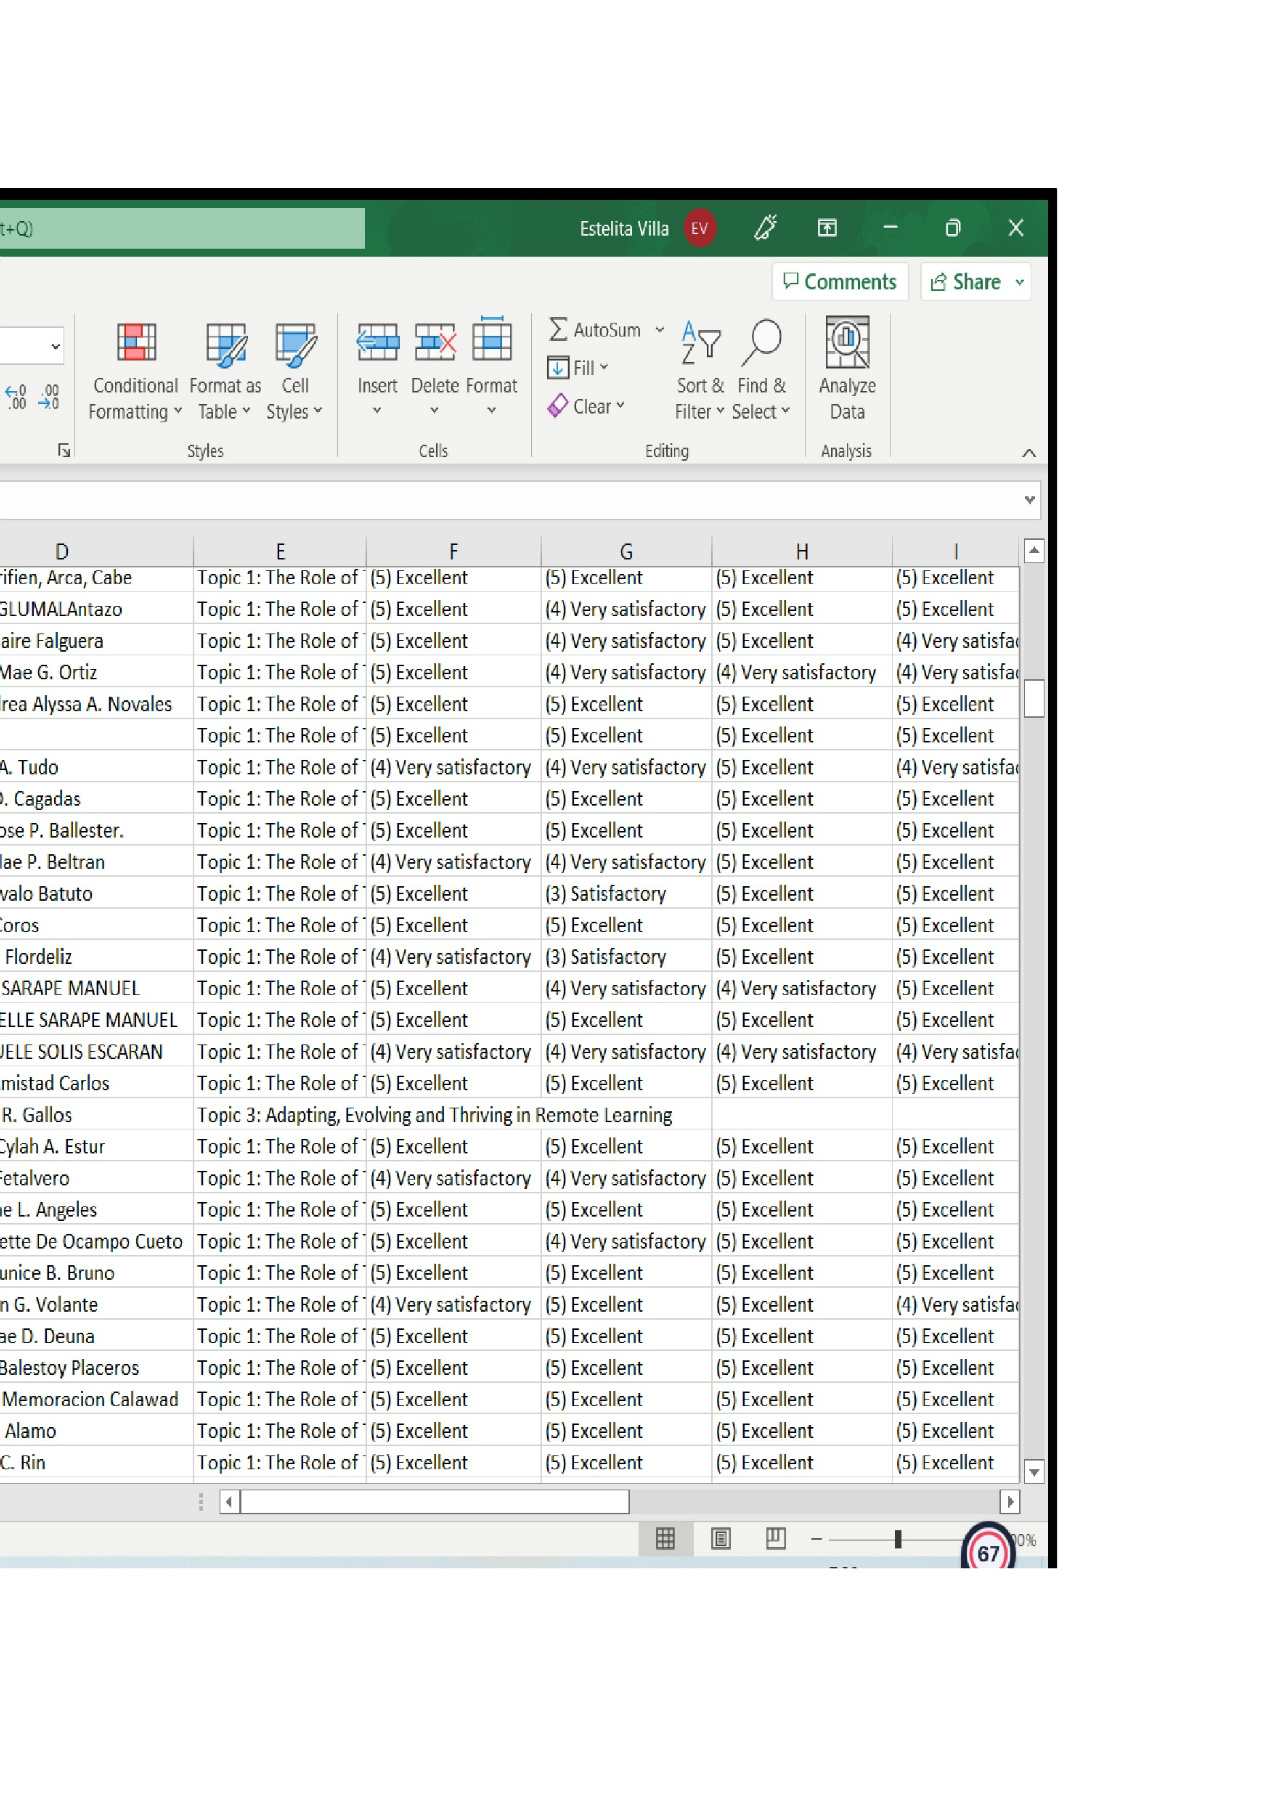 t+Q)
Estelita Villa EV
Comments Share
AutoSum
Fill
Clear
Conditional Formatting
Format as Table
Cell Styles
Insert Delete Format
Sort & Filter
Find & Select
Analyze Data
Styles Cells Editing Analysis
D E F G H I
rifien, Arca, Cabe Topic 1: The Role of (5) Excellent (5) Excellent (5) Excellent (5) Excellent
GLUMALAntazo Topic 1: The Role of (5) Excellent (4) Very satisfactory (5) Excellent (5) Excellent
aire Falguera Topic 1: The Role of (5) Excellent (4) Very satisfactory (5) Excellent (4) Very satisfac
Mae G. Ortiz Topic 1: The Role of (5) Excellent (4) Very satisfactory (4) Very satisfactory (4) Very satisfac
rea Alyssa A. Novales Topic 1: The Role of (5) Excellent (5) Excellent (5) Excellent (5) Excellent
Topic 1: The Role of (5) Excellent (5) Excellent (5) Excellent (5) Excellent
A. Tudo Topic 1: The Role of (4) Very satisfactory (4) Very satisfactory (5) Excellent (4) Very satisfac
D. Cagadas Topic 1: The Role of (5) Excellent (5) Excellent (5) Excellent (5) Excellent
ose P. Ballester. Topic 1: The Role of (5) Excellent (5) Excellent (5) Excellent (5) Excellent
ae P. Beltran Topic 1: The Role of (4) Very satisfactory (4) Very satisfactory (5) Excellent (5) Excellent
valo Batuto Topic 1: The Role of (5) Excellent (3) Satisfactory (5) Excellent (5) Excellent
Coros Topic 1: The Role of (5) Excellent (5) Excellent (5) Excellent (5) Excellent
Flordeliz Topic 1: The Role of (4) Very satisfactory (3) Satisfactory (5) Excellent (5) Excellent
SARAPE MANUEL Topic 1: The Role of (5) Excellent (4) Very satisfactory (4) Very satisfactory (5) Excellent
ELLE SARAPE MANUEL Topic 1: The Role of (5) Excellent (5) Excellent (5) Excellent (5) Excellent
UELE SOLIS ESCARAN Topic 1: The Role of (4) Very satisfactory (4) Very satisfactory (4) Very satisfactory (4) Very satisfac
mistad Carlos Topic 1: The Role of (5) Excellent (5) Excellent (5) Excellent (5) Excellent
R. Gallos Topic 3: Adapting, Evolving and Thriving in Remote Learning
Cylah A. Estur Topic 1: The Role of (5) Excellent (5) Excellent (5) Excellent (5) Excellent
Fetalvero Topic 1: The Role of (4) Very satisfactory (4) Very satisfactory (5) Excellent (5) Excellent
e L. Angeles Topic 1: The Role of (5) Excellent (5) Excellent (5) Excellent (5) Excellent
ette De Ocampo Cueto Topic 1: The Role of (5) Excellent (4) Very satisfactory (5) Excellent (5) Excellent
unice B. Bruno Topic 1: The Role of (5) Excellent (5) Excellent (5) Excellent (5) Excellent
n G. Volante Topic 1: The Role of (4) Very satisfactory (5) Excellent (5) Excellent (4) Very satisfac
ae D. Deuna Topic 1: The Role of (5) Excellent (5) Excellent (5) Excellent (5) Excellent
Balestoy Placeros Topic 1: The Role of (5) Excellent (5) Excellent (5) Excellent (5) Excellent
Memoracion Calawad Topic 1: The Role of (5) Excellent (5) Excellent (5) Excellent (5) Excellent
Alamo Topic 1: The Role of (5) Excellent (5) Excellent (5) Excellent (5) Excellent
C. Rin Topic 1: The Role of (5) Excellent (5) Excellent (5) Excellent (5) Excellent
67